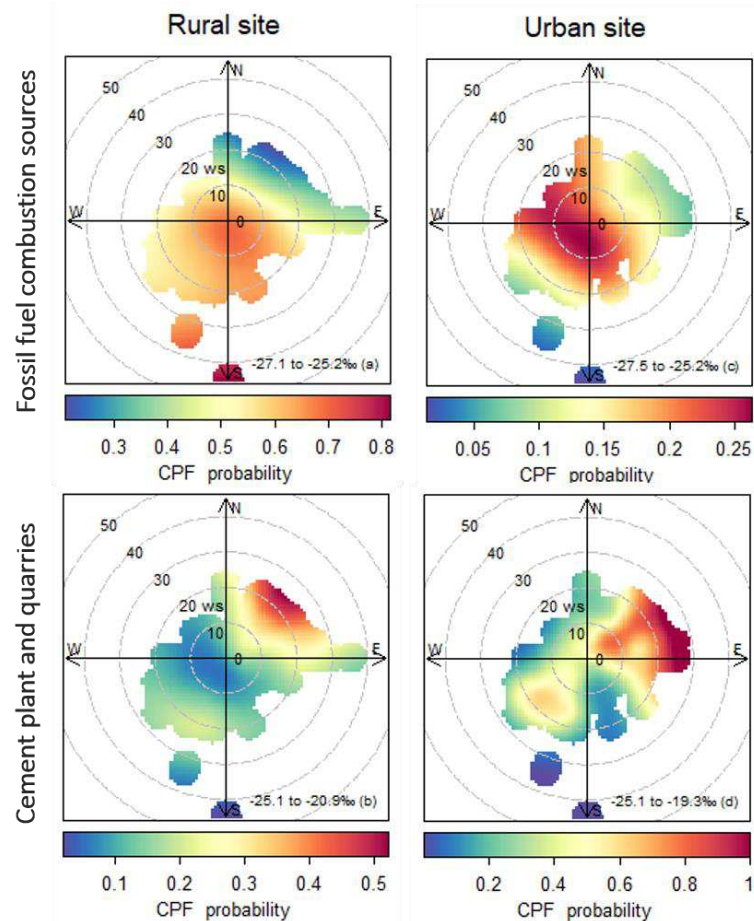 Rural site
Urban site
Fossil fuel combustion sources
N
50
40
30
20 ws
10
W
0
E
S
-27.1 to -25.2‰ (a)
0.3 0.4 0.5 0.6 0.7 0.8
CPF probability
N
50
40
30
20 ws
10
W
0
E
S
-27.5 to -25.2‰ (c)
0.05 0.1 0.15 0.2 0.25
CPF probability
Cement plant and quarries
N
50
40
30
20 ws
10
W
0
E
S
-25.1 to -20.9‰ (b)
0.1 0.2 0.3 0.4 0.5
CPF probability
N
50
40
30
20 ws
10
W
0
E
S
-25.1 to -19.3‰ (d)
0.2 0.4 0.6 0.8 1
CPF probability